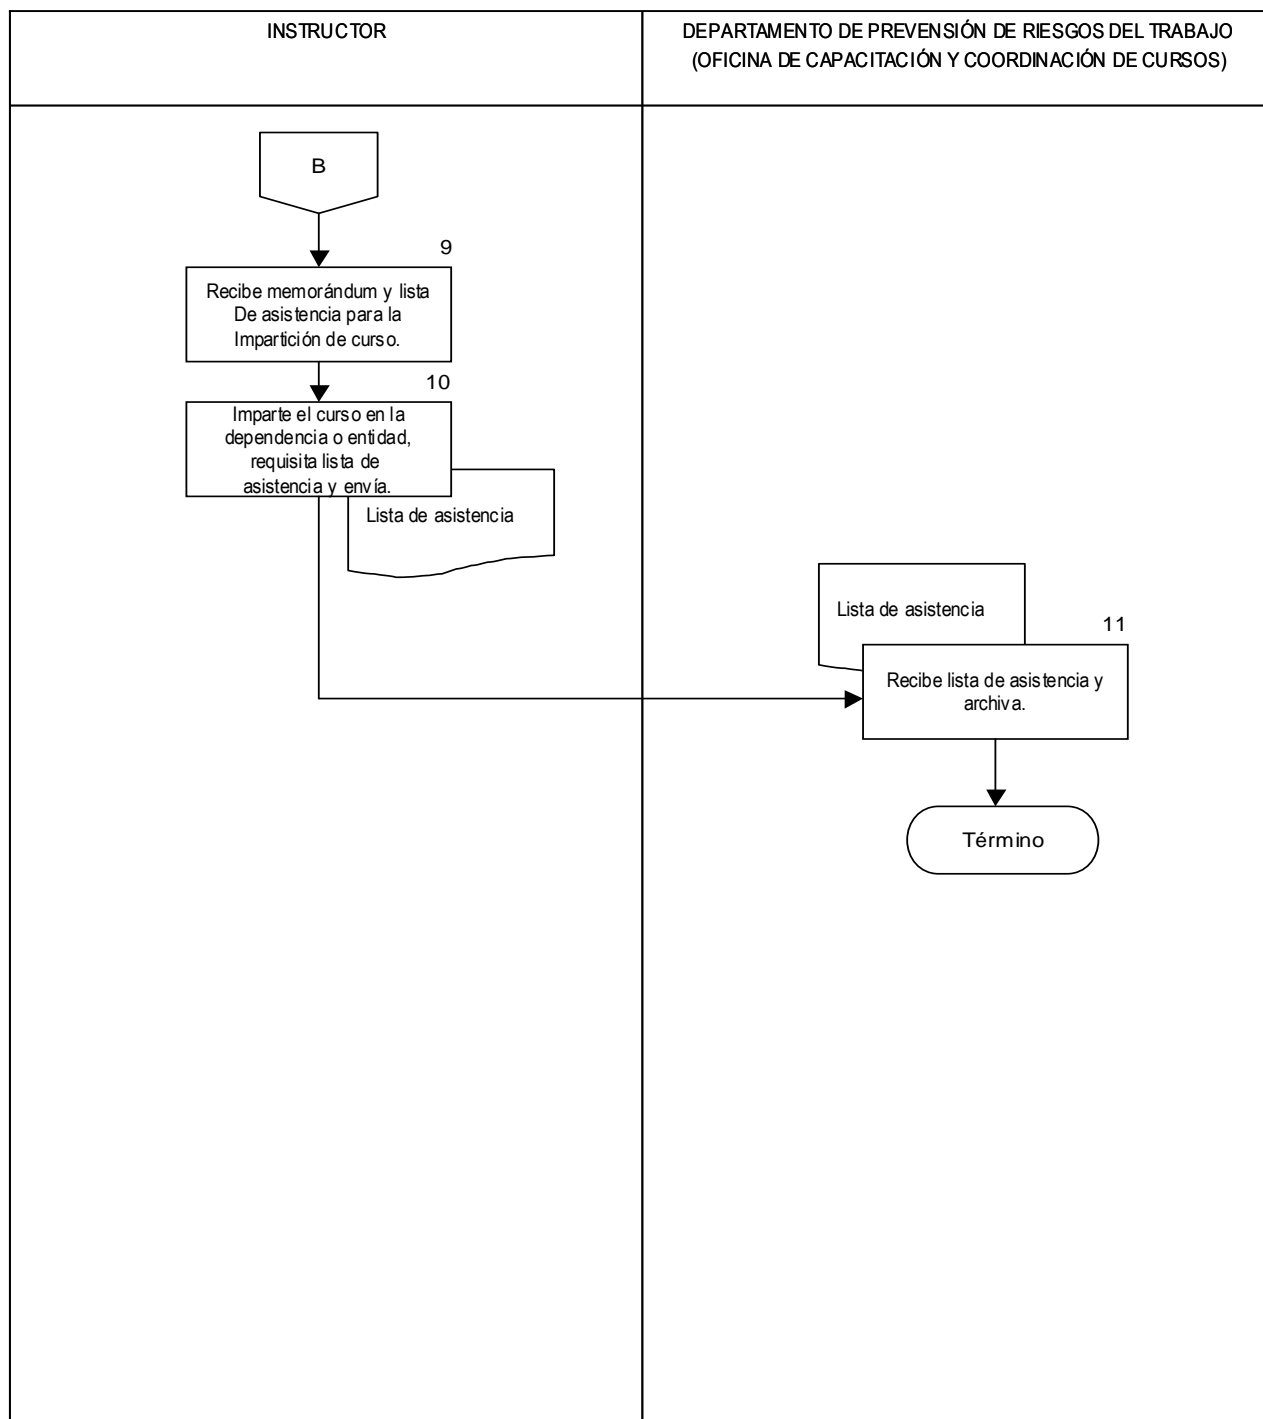 INSTRUCTOR
DEPARTAMENTO DE PREVENSIÓN DE RIESGOS DEL TRABAJO
(OFICINA DE CAPACITACIÓN Y COORDINACIÓN DE CURSOS)
B
9
Recibe memorándum y lista
De asistencia para la
Impartición de curso.
10
Imparte el curso en la
dependencia o entidad,
requisita lista de
asistencia y envía.
Lista de asistencia
Lista de asistencia
11
Recibe lista de asistencia y
archiva.
Término